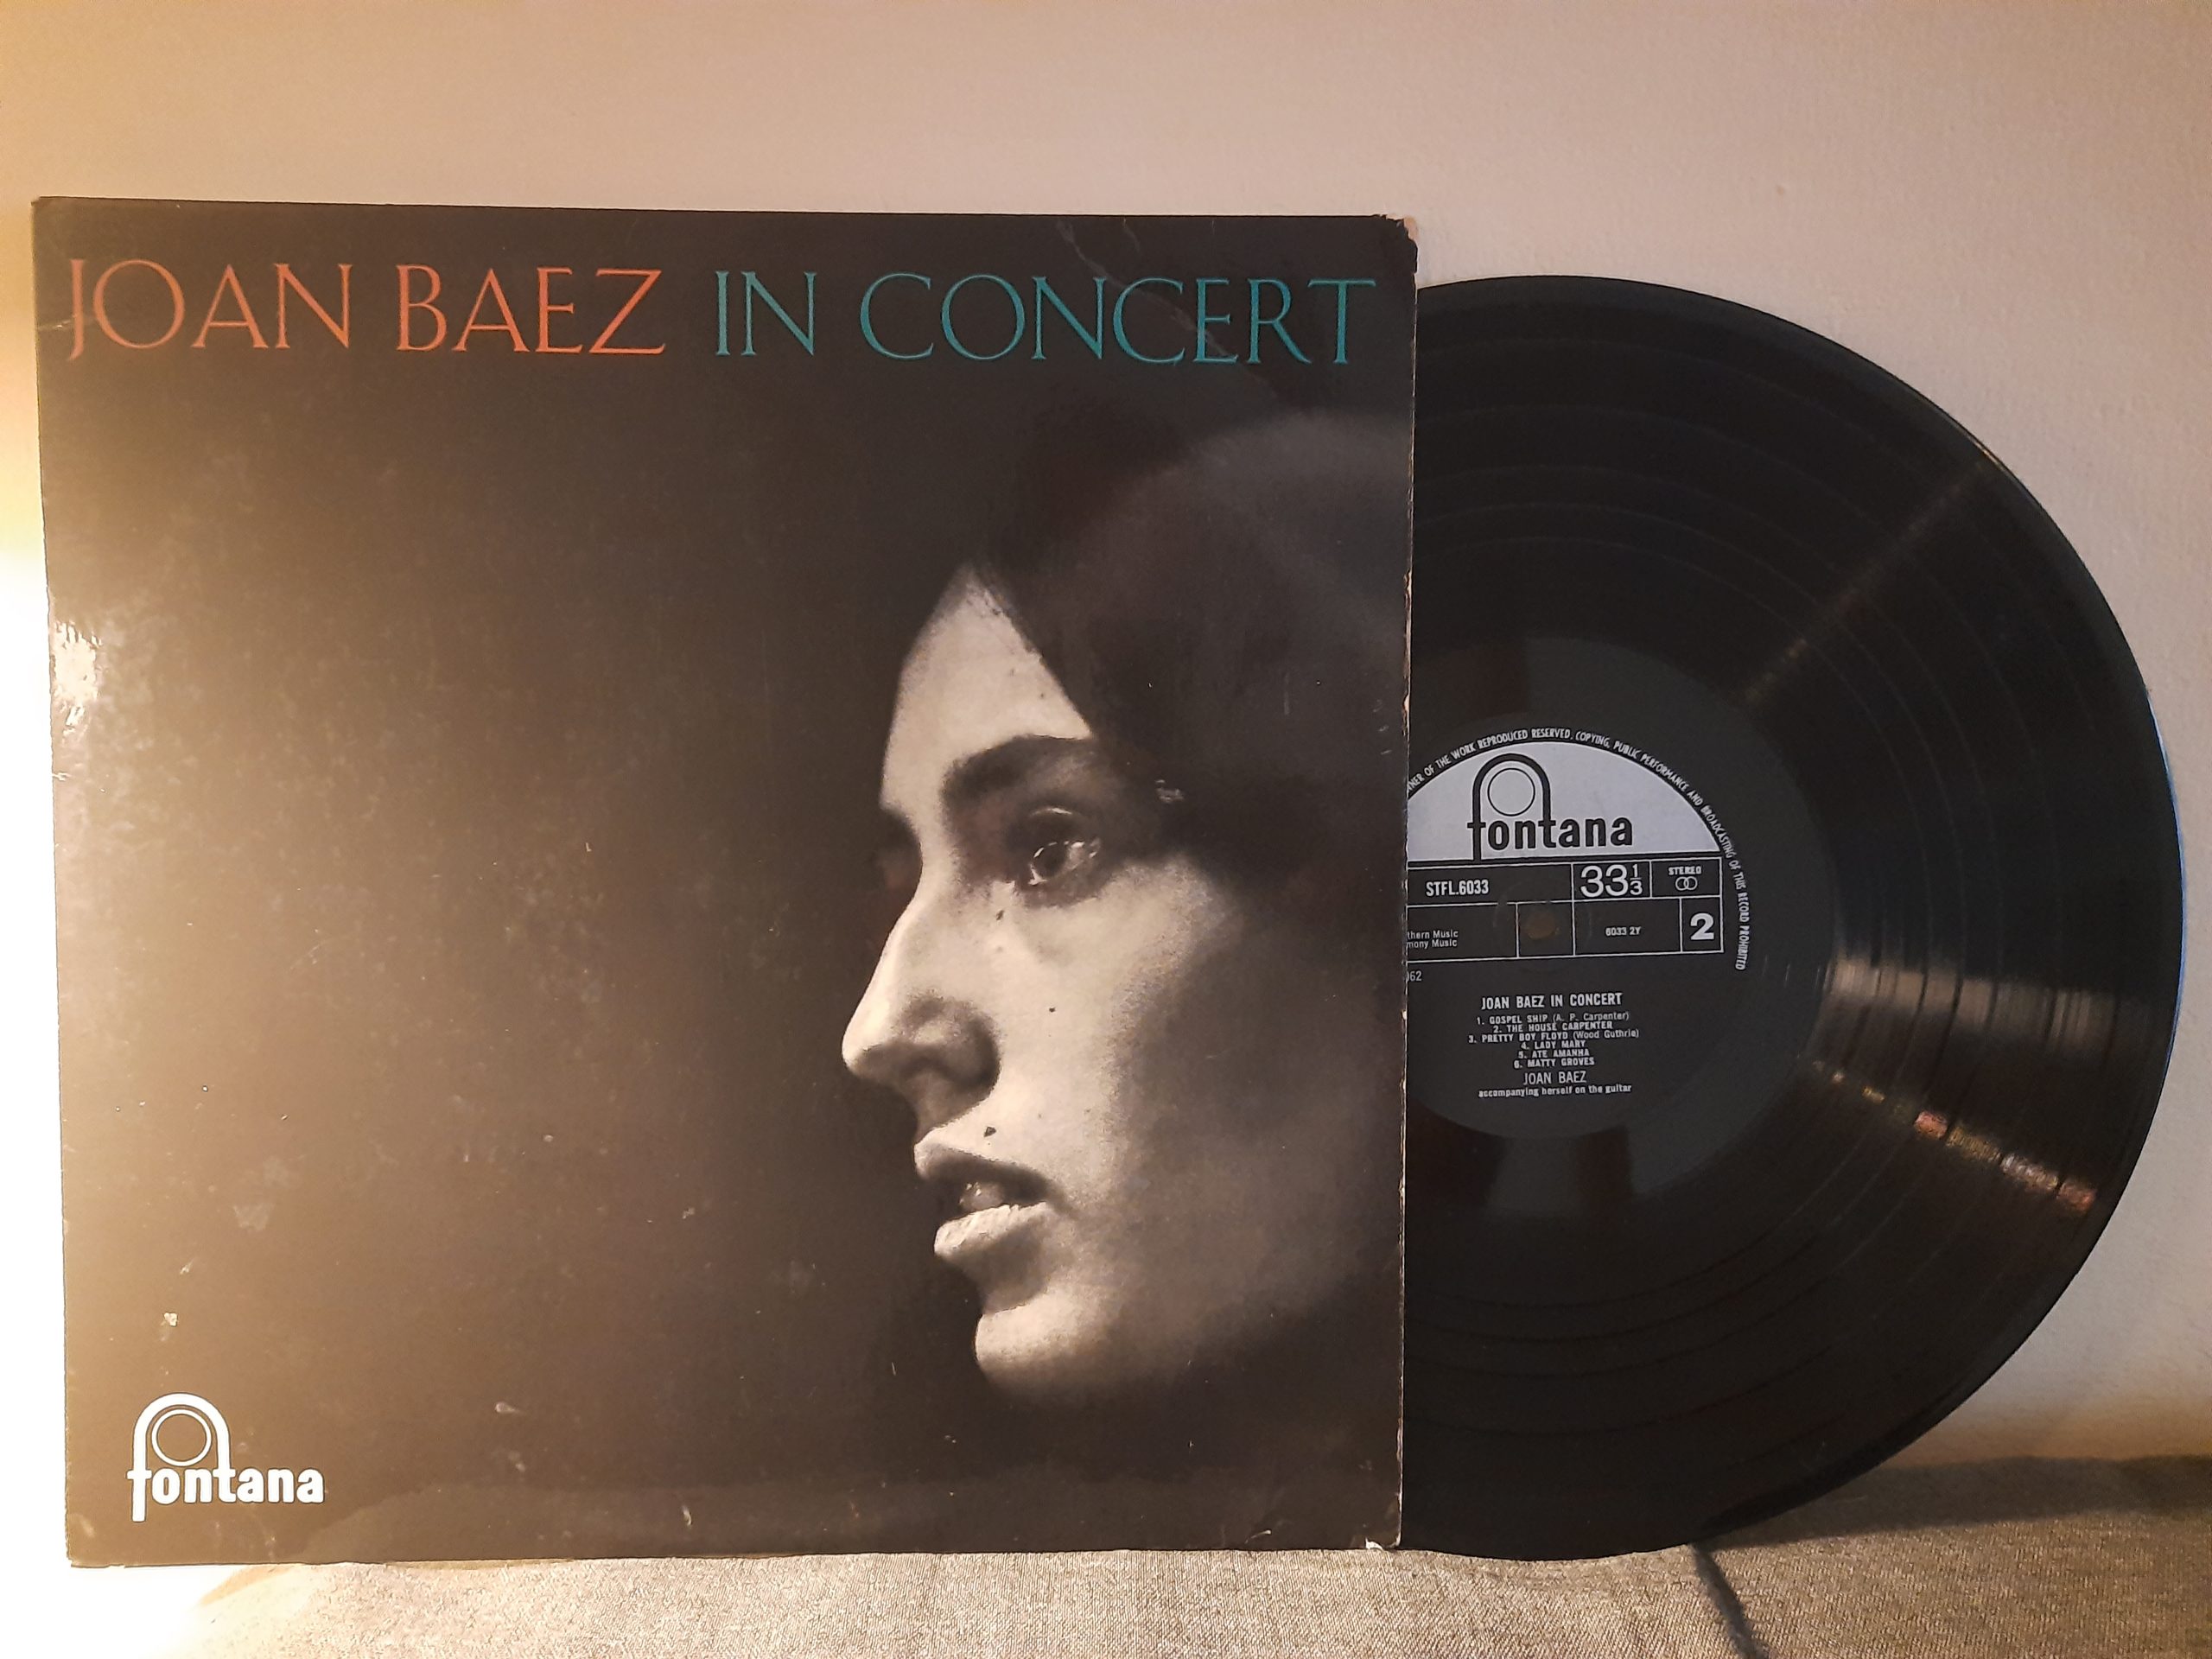 JOAN BAEZ IN CONCERT
fontana
NER OF THE WORK REPRODUCED RESERVED. COPYING, PUBLIC PERFORMANCE AND BROADCASTING OF THIS RECORD PROHIBITED
fontana
STFL.6033
33⅓
STEREO
thern Music
mony Music
6033 2Y
2
962
JOAN BAEZ IN CONCERT
1. GOSPEL SHIP (A. P. Carpenter)
2. THE HOUSE CARPENTER
3. PRETTY BOY FLOYD (Wood Guthrie)
4. LADY MARY
5. ATE AMANHA
6. MATTY GROVES
JOAN BAEZ
accompanying herself on the guitar